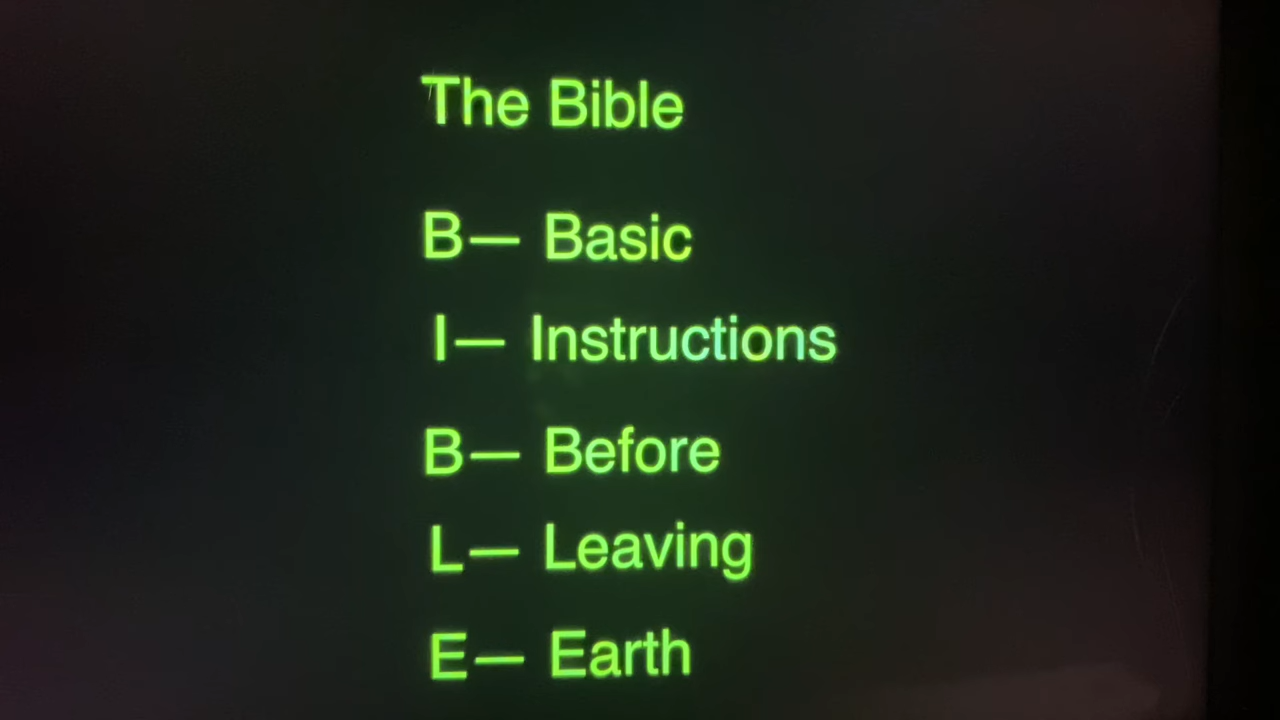 The Bible
B— Basic
I— Instructions
B— Before
L— Leaving
E— Earth